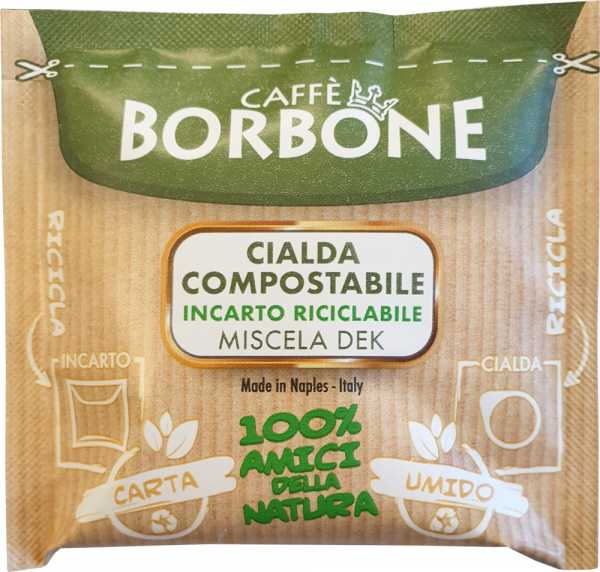 CAFFÈ
BORBONE
CIALDA
COMPOSTABILE
INCARTO RICICLABILE
MISCELA DEK
Made in Naples - Italy
RICICLA
INCARTO
CARTA
100%
AMICI
DELLA
NATURA
RICICLA
CIALDA
UMIDO